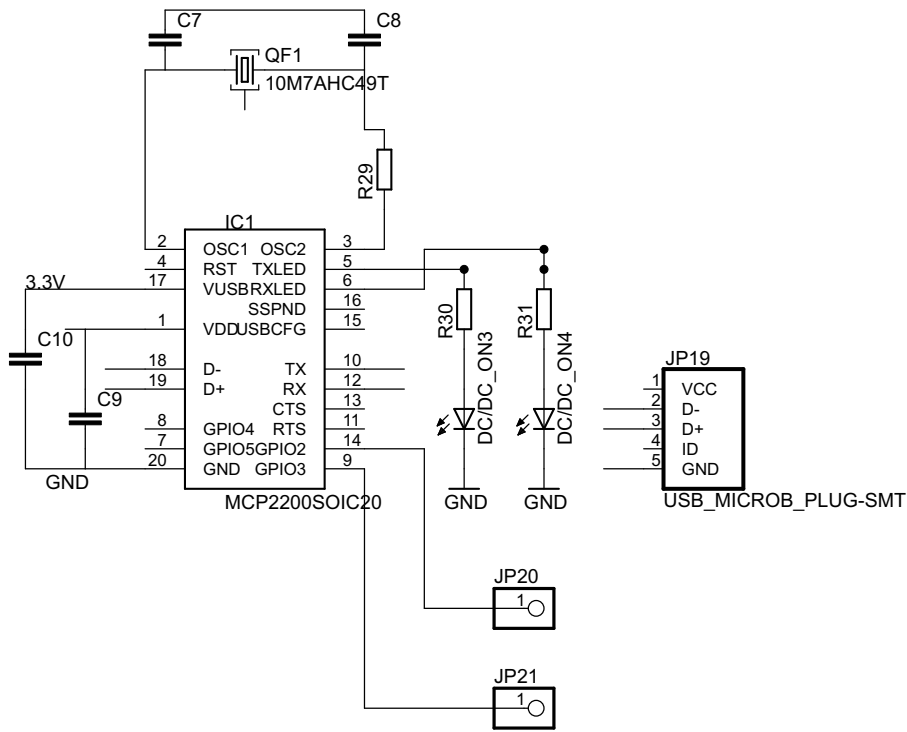 C7
C8
QF1
10M7AHC49T
R29
IC1
2 OSC1 OSC2 3
4 RST TXLED 5
3.3V 17 VUSB RXLED 6
SSPND 16
1 VDD USBCFG 15
C10
18 D- TX 10
19 D+ RX 12
C9
CTS 13
8 GPIO4 RTS 11
7 GPIO5 GPIO2 14
20 GND GPIO3 9
GND
MCP2200SOIC20
R30
R31
DC/DC_ON3
DC/DC_ON4
GND
GND
JP19
1 VCC
2 D-
3 D+
4 ID
5 GND
USB_MICROB_PLUG-SMT
JP20
1
JP21
1